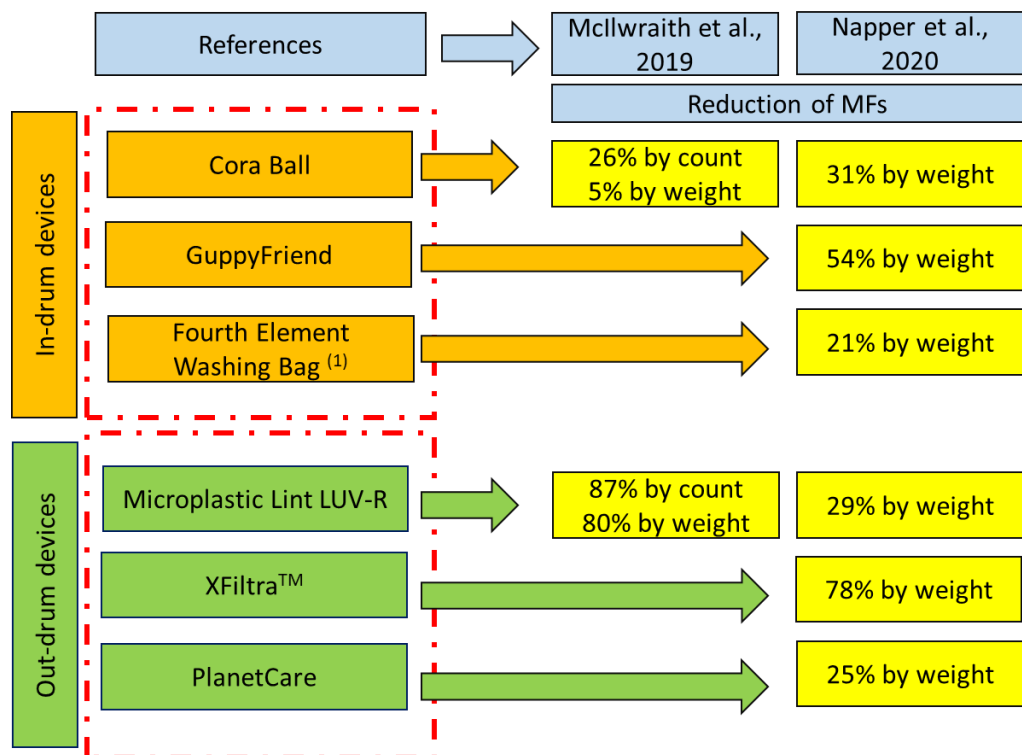 References
McIlwraith et al.,
2019
Napper et al.,
2020
Reduction of MFs
In-drum devices
Cora Ball
26% by count
5% by weight
31% by weight
GuppyFriend
54% by weight
Fourth Element
Washing Bag (1)
21% by weight
Out-drum devices
Microplastic Lint LUV-R
87% by count
80% by weight
29% by weight
XFiltra™
78% by weight
PlanetCare
25% by weight